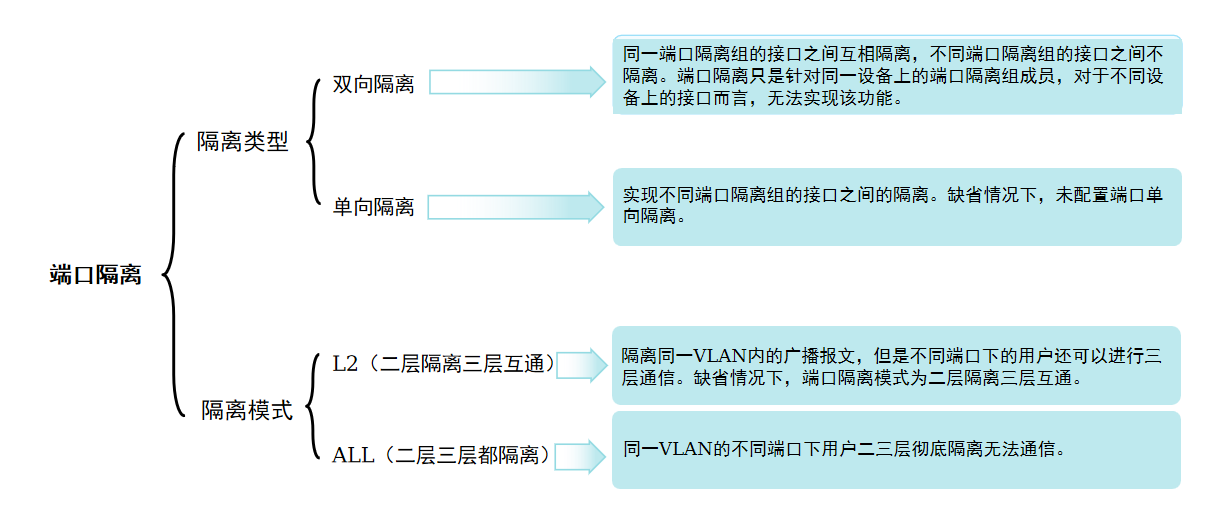 端口隔离
隔离类型
双向隔离
同一端口隔离组的接口之间互相隔离，不同端口隔离组的接口之间不
隔离。端口隔离只是针对同一设备上的端口隔离组成员，对于不同设
备上的接口而言，无法实现该功能。
单向隔离
实现不同端口隔离组的接口之间的隔离。缺省情况下，未配置端口单
向隔离。
隔离模式
L2（二层隔离三层互通）
隔离同一VLAN内的广播报文，但是不同端口下的用户还可以进行三
层通信。缺省情况下，端口隔离模式为二层隔离三层互通。
ALL（二层三层都隔离）
同一VLAN的不同端口下用户二三层彻底隔离无法通信。